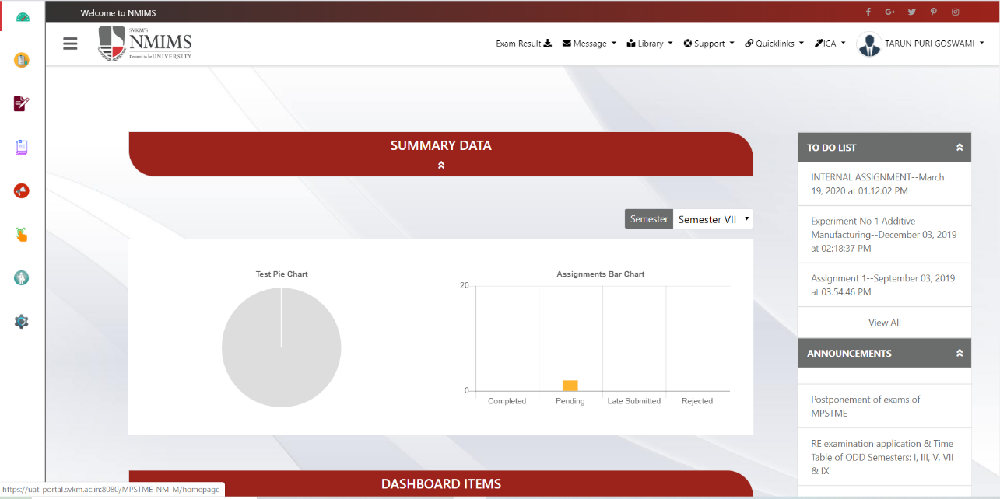 Welcome to NMIMS
SVKM'S
NMIMS
Deemed to be UNIVERSITY
Exam Result
Message
Library
Support
Quicklinks
ICA
TARUN PURI GOSWAMI
SUMMARY DATA
Semester
Semester VII
Test Pie Chart
Assignments Bar Chart
20
0
Completed
Pending
Late Submitted
Rejected
DASHBOARD ITEMS
TO DO LIST
INTERNAL ASSIGNMENT--March
19, 2020 at 01:12:02 PM
Experiment No 1 Additive
Manufacturing--December 03, 2019
at 02:18:37 PM
Assignment 1--September 03, 2019
at 03:54:46 PM
View All
ANNOUNCEMENTS
Postponement of exams of
MPSTME
RE examination application & Time
Table of ODD Semesters: I, III, V, VII
& IX
https://uat-portal.svkm.ac.in:8080/MPSTME-NM-M/homepage